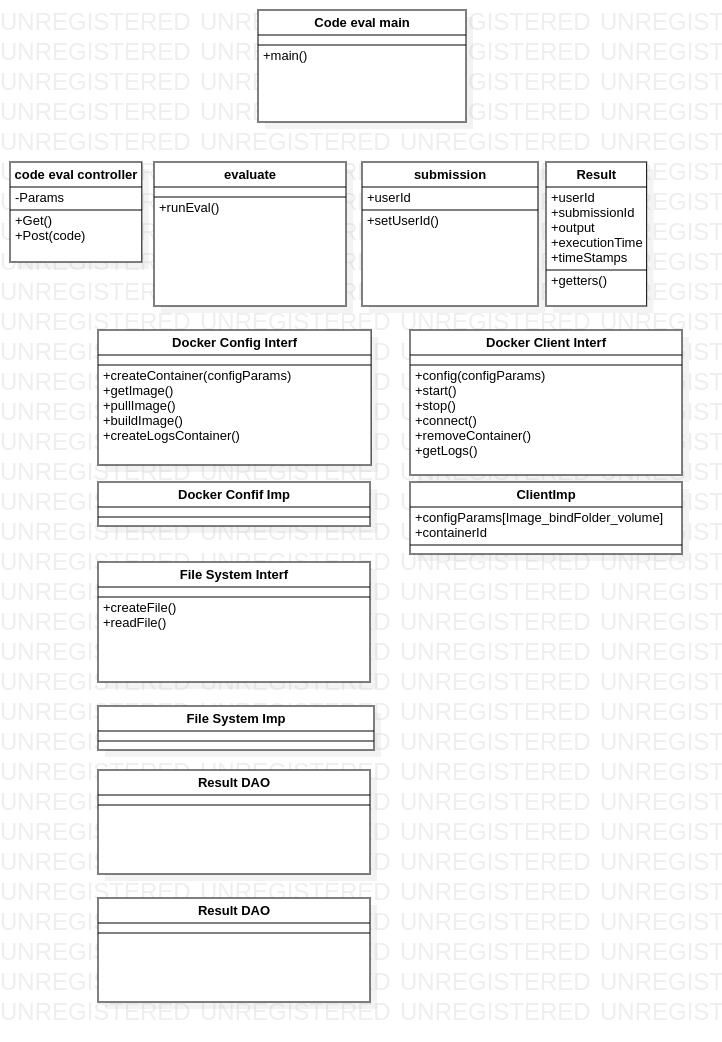 Code eval main
+main()
code eval controller
-Params
+Get()
+Post(code)
evaluate
+runEval()
submission
+userId
+setUserId()
Result
+userId
+submissionId
+output
+executionTime
+timeStamps
+getters()
Docker Config Interf
+createContainer(configParams)
+getImage()
+pullImage()
+buildImage()
+createLogsContainer()
Docker Client Interf
+config(configParams)
+start()
+stop()
+connect()
+removeContainer()
+getLogs()
Docker Confif Imp
ClientImp
+configParams[Image_bindFolder_volume]
+containerId
File System Interf
+createFile()
+readFile()
File System Imp
Result DAO
Result DAO
UNREGISTERED